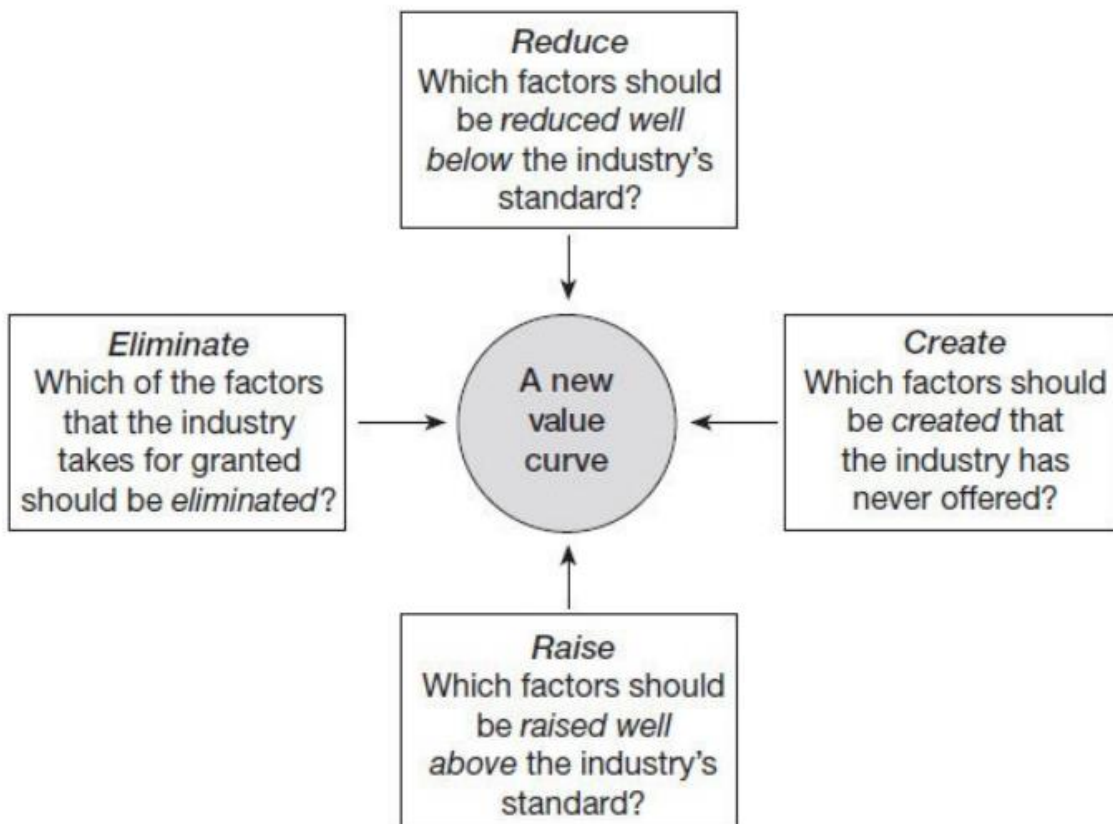 Reduce
Which factors should
be reduced well
below the industry's
standard?
Eliminate
Which of the factors
that the industry
takes for granted
should be eliminated?
A new
value
curve
Create
Which factors should
be created that
the industry has
never offered?
Raise
Which factors should
be raised well
above the industry's
standard?